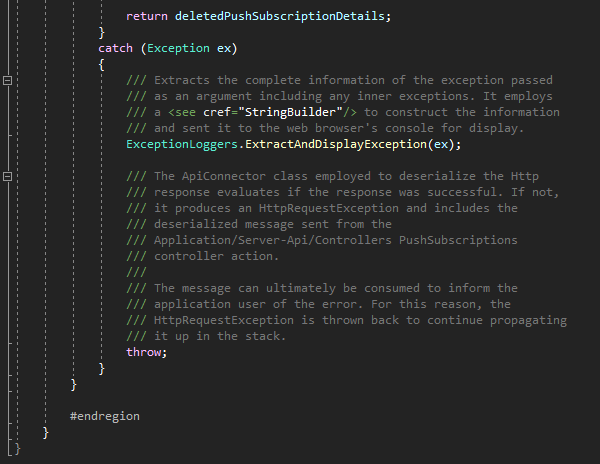 return deletedPushSubscriptionDetails;
}
catch (Exception ex)
{
/// Extracts the complete information of the exception passed
/// as an argument including any inner exceptions. It employs
/// a <see cref="StringBuilder"/> to construct the information
/// and sent it to the web browser's console for display.
ExceptionLoggers.ExtractAndDisplayException(ex);
/// The ApiConnector class employed to deserialize the Http
/// response evaluates if the response was successful. If not,
/// it produces an HttpRequestException and includes the
/// deserialized message sent from the
/// Application/Server-Api/Controllers PushSubscriptions
/// controller action.
///
/// The message can ultimately be consumed to inform the
/// application user of the error. For this reason, the
/// HttpRequestException is thrown back to continue propagating
/// it up in the stack.
throw;
}
}
#endregion
}
}